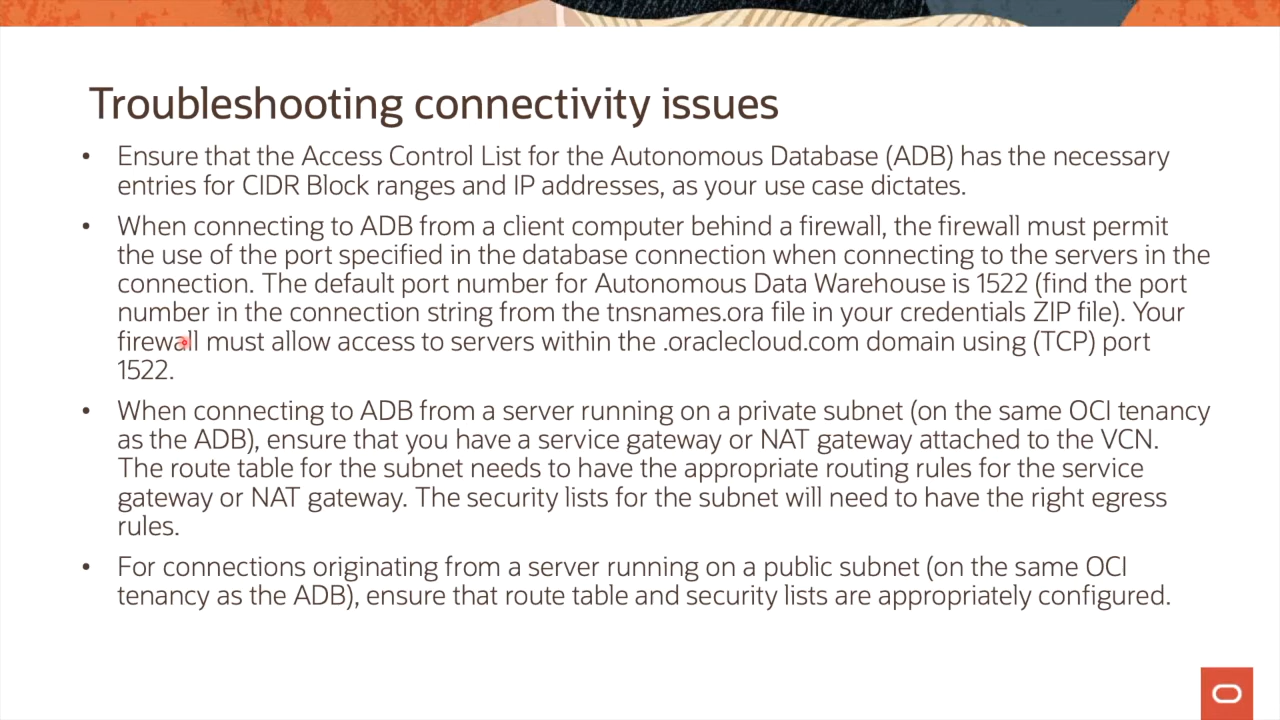 Troubleshooting connectivity issues
• Ensure that the Access Control List for the Autonomous Database (ADB) has the necessary
entries for CIDR Block ranges and IP addresses, as your use case dictates.
• When connecting to ADB from a client computer behind a firewall, the firewall must permit
the use of the port specified in the database connection when connecting to the servers in the
connection. The default port number for Autonomous Data Warehouse is 1522 (find the port
number in the connection string from the tnsnames.ora file in your credentials ZIP file). Your
firewall must allow access to servers within the .oraclecloud.com domain using (TCP) port
1522.
• When connecting to ADB from a server running on a private subnet (on the same OCI tenancy
as the ADB), ensure that you have a service gateway or NAT gateway attached to the VCN.
The route table for the subnet needs to have the appropriate routing rules for the service
gateway or NAT gateway. The security lists for the subnet will need to have the right egress
rules.
• For connections originating from a server running on a public subnet (on the same OCI
tenancy as the ADB), ensure that route table and security lists are appropriately configured.